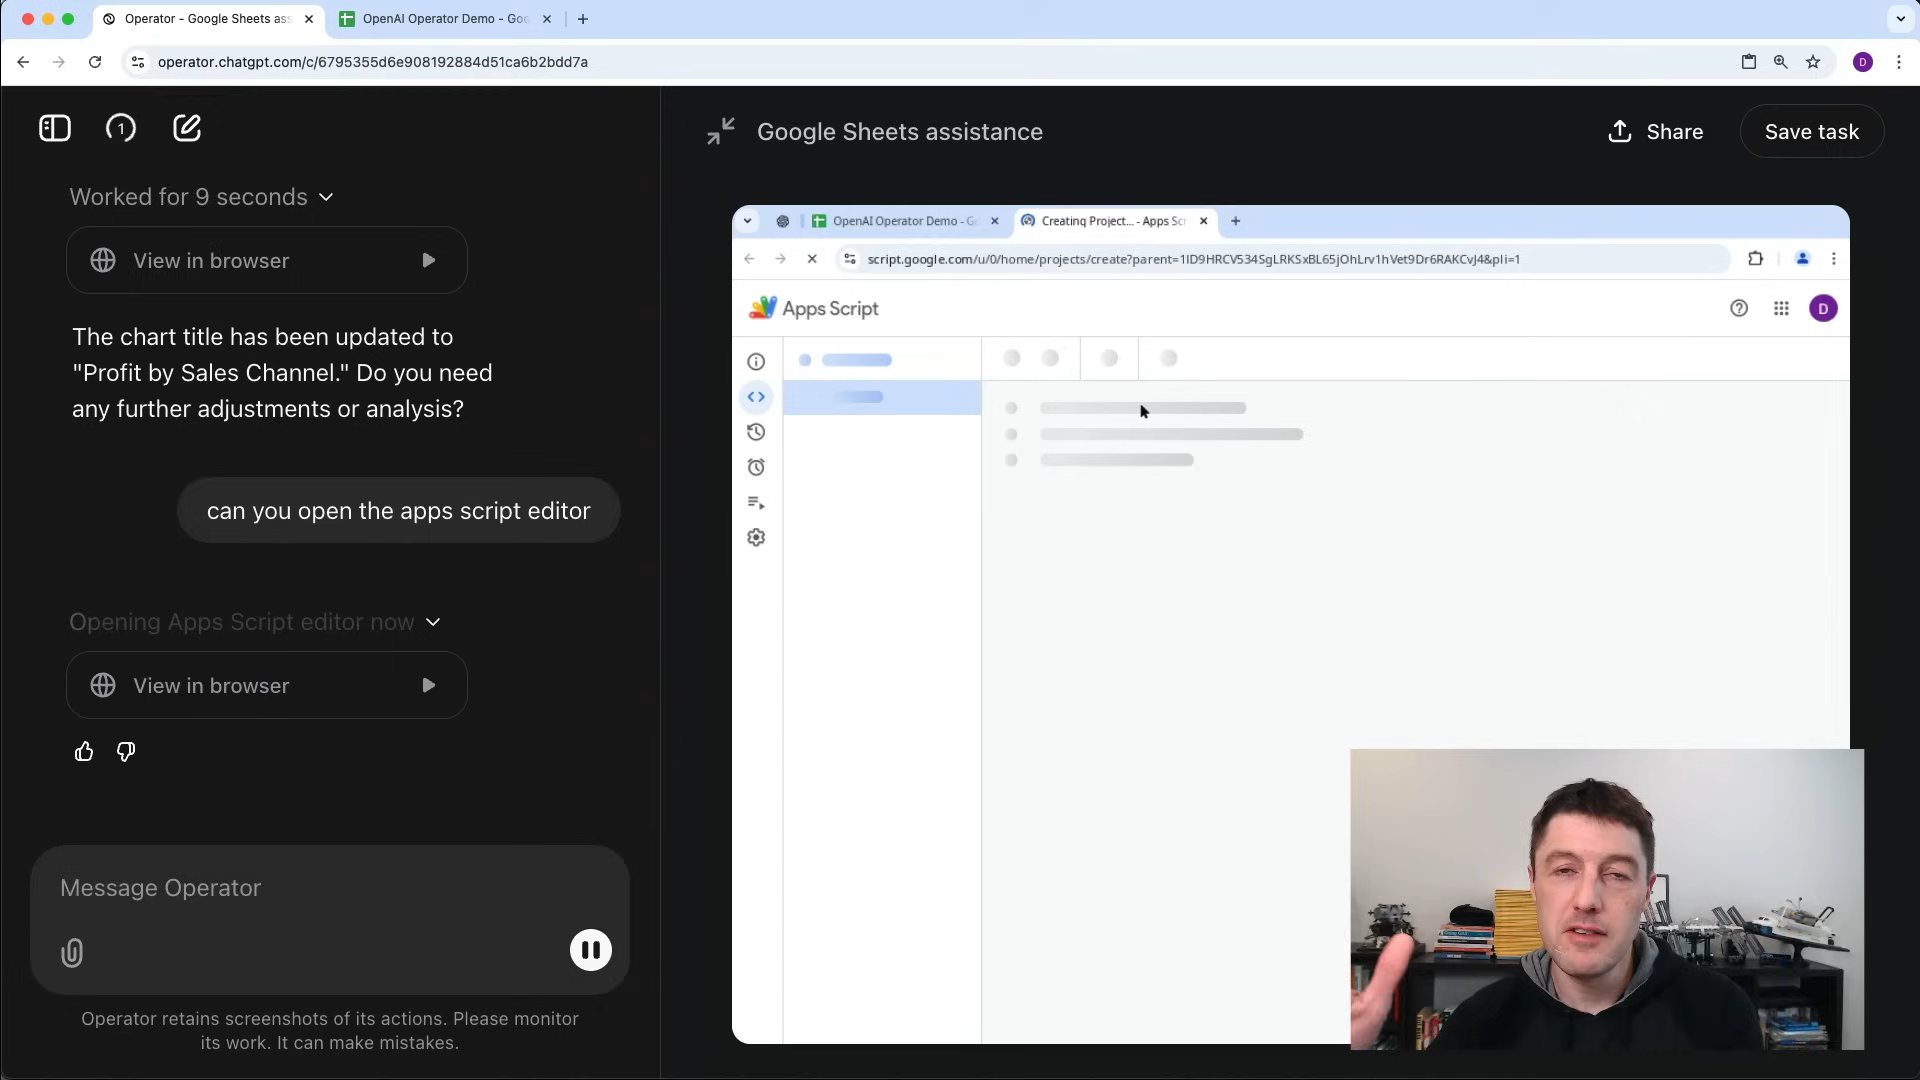 Operator - Google Sheets ass
OpenAI Operator Demo - Goo
operator.chatgpt.com/c/6795355d6e908192884d51ca6b2bdd7a
D
1
Google Sheets assistance
Share
Save task
Worked for 9 seconds
View in browser
The chart title has been updated to
"Profit by Sales Channel." Do you need
any further adjustments or analysis?
can you open the apps script editor
Opening Apps Script editor now
View in browser
Message Operator
Operator retains screenshots of its actions. Please monitor
its work. It can make mistakes.
OpenAI Operator Demo - G
Creating Project... - Apps Scr
script.google.com/u/0/home/projects/create?parent=1ID9HRCV534SgLRKSxBL65jOhLrv1hVet9Dr6RAKCvJ4&pli=1
Apps Script
D